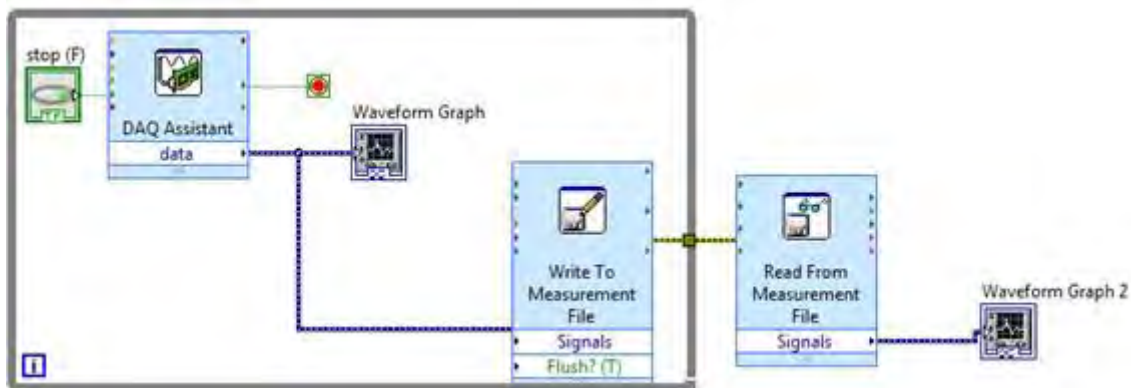 stop (F)
TF
DAQ Assistant
data
Waveform Graph
Write To
Measurement
File
Signals
Flush? (T)
Read From
Measurement
File
Signals
Waveform Graph 2
i